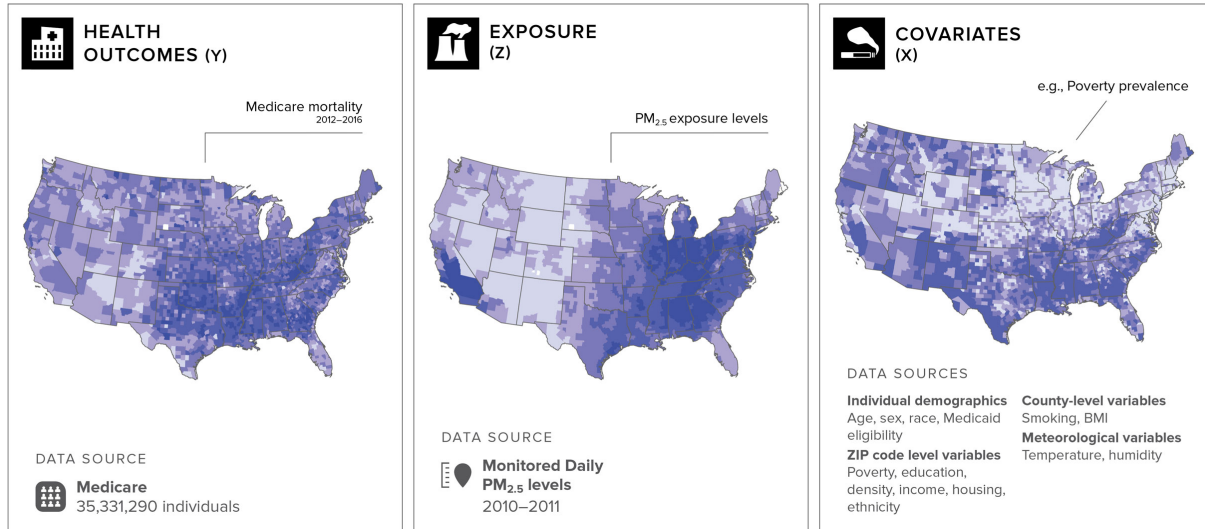 HEALTH
OUTCOMES (Y)
Medicare mortality
2012–2016
DATA SOURCE
Medicare
35,331,290 individuals
EXPOSURE
(Z)
PM2.5 exposure levels
DATA SOURCE
Monitored Daily
PM2.5 levels
2010–2011
COVARIATES
(X)
e.g., Poverty prevalence
DATA SOURCES
Individual demographics
Age, sex, race, Medicaid
eligibility
ZIP code level variables
Poverty, education,
density, income, housing,
ethnicity
County-level variables
Smoking, BMI
Meteorological variables
Temperature, humidity